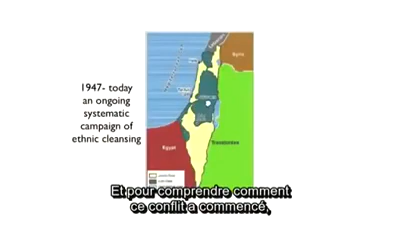 1947- today
an ongoing
systematic
campaign of
ethnic cleansing
Syria
Egypt
Transjordan
Et pour comprendre comment
ce conflit a commencé,